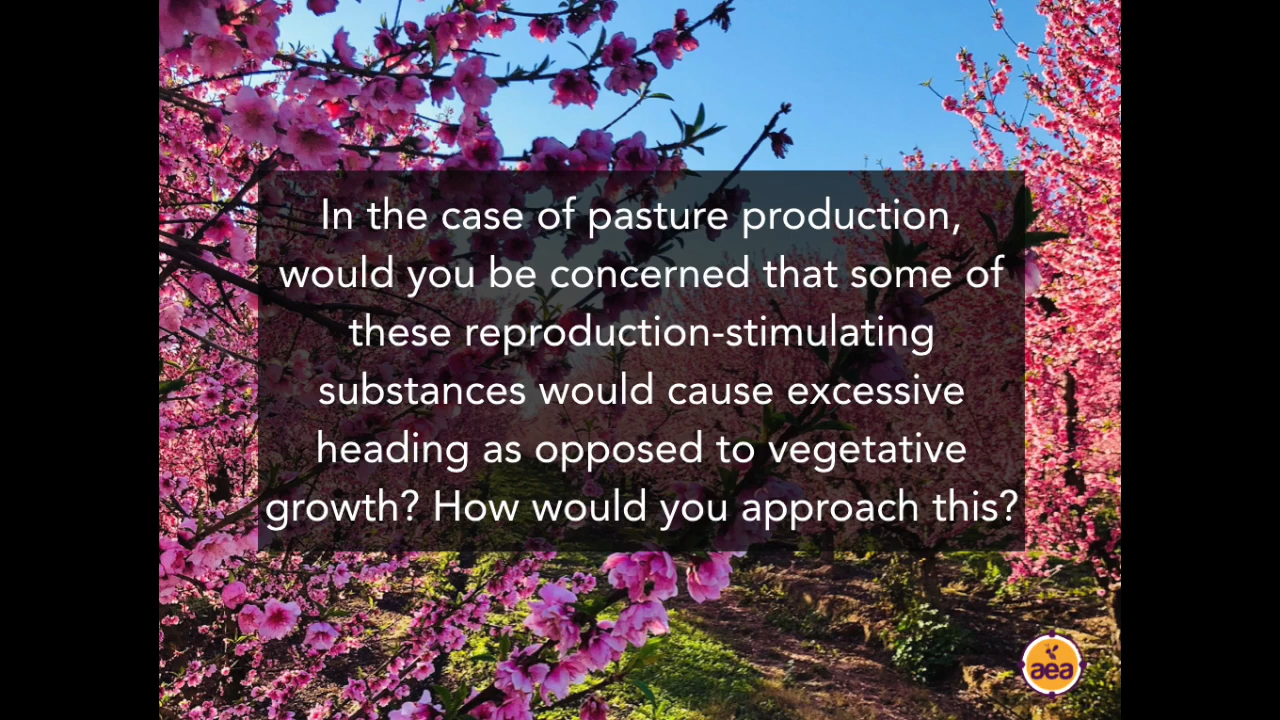 In the case of pasture production,
would you be concerned that some of
these reproduction-stimulating
substances would cause excessive
heading as opposed to vegetative
growth? How would you approach this?
aea